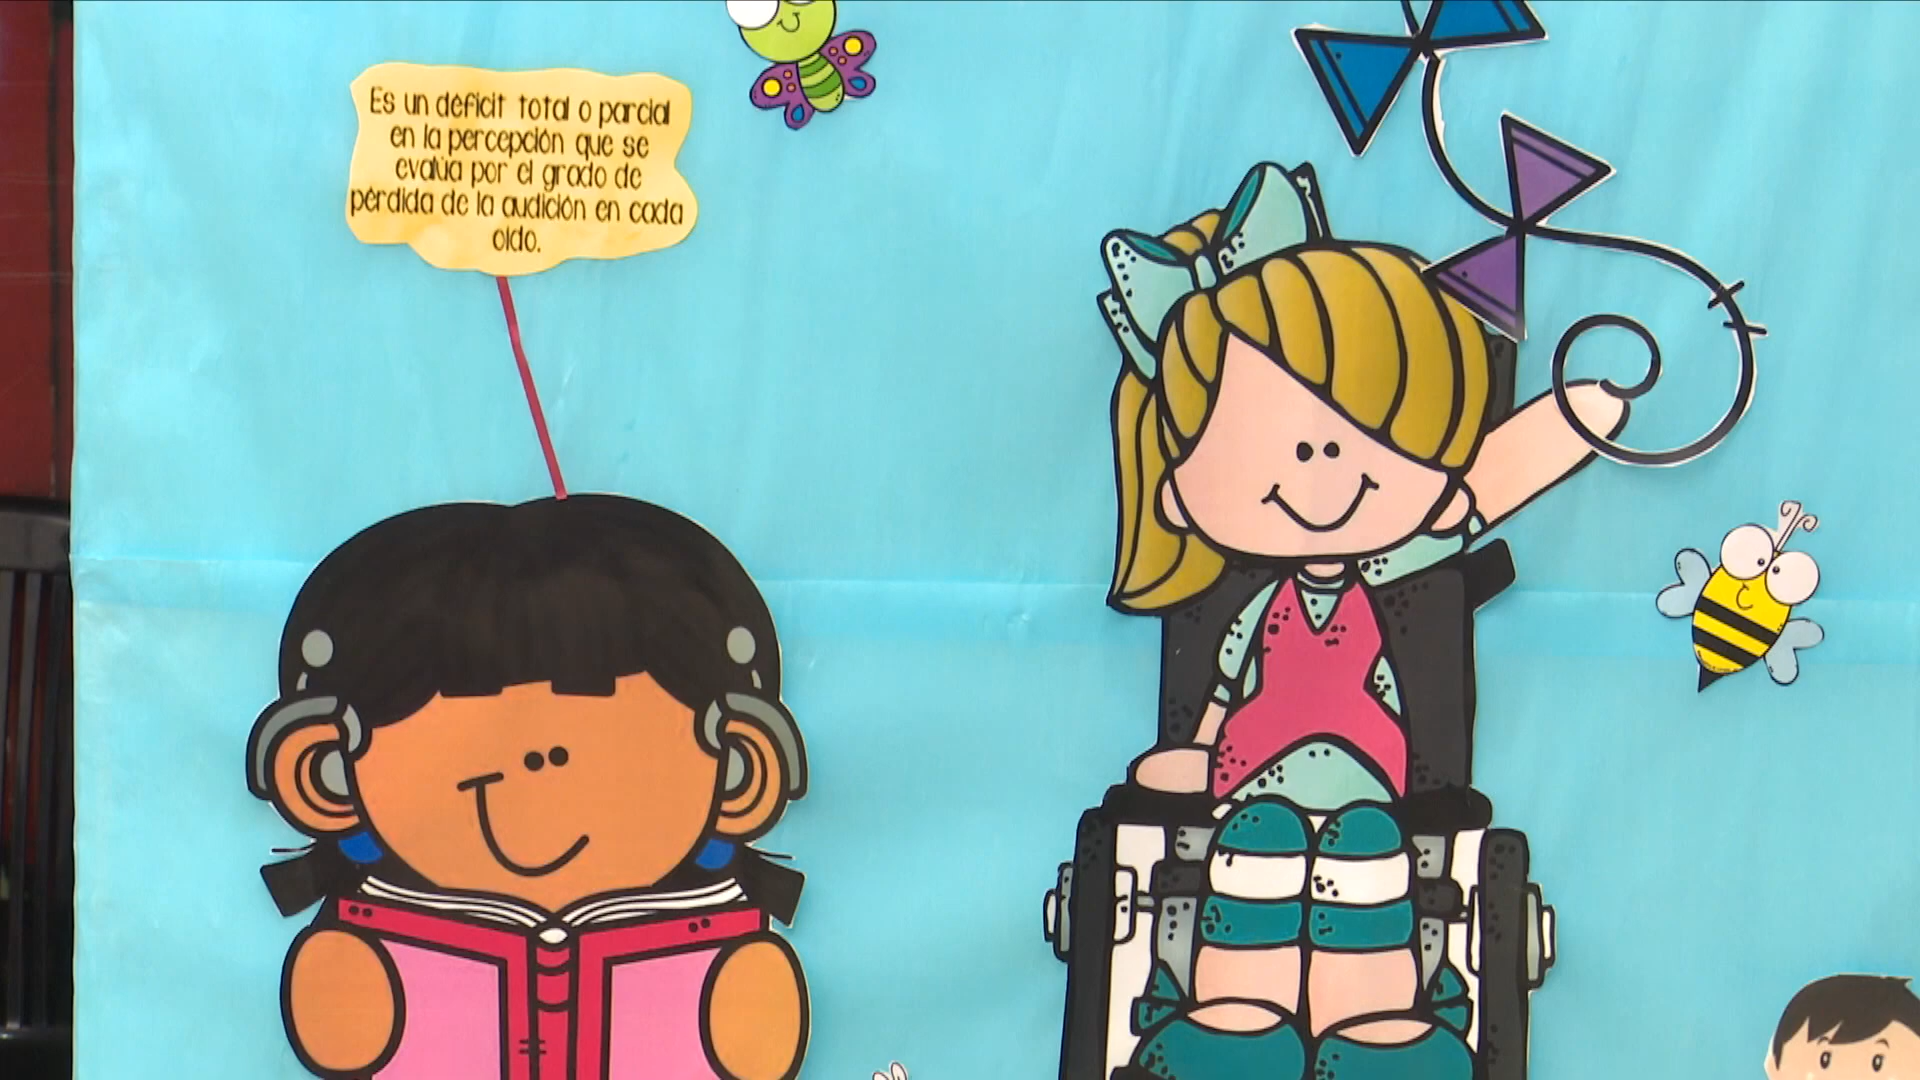 Es un déficit total o parcial
en la percepción que se
evalúa por el grado de
pérdida de la audición en cada
oído.